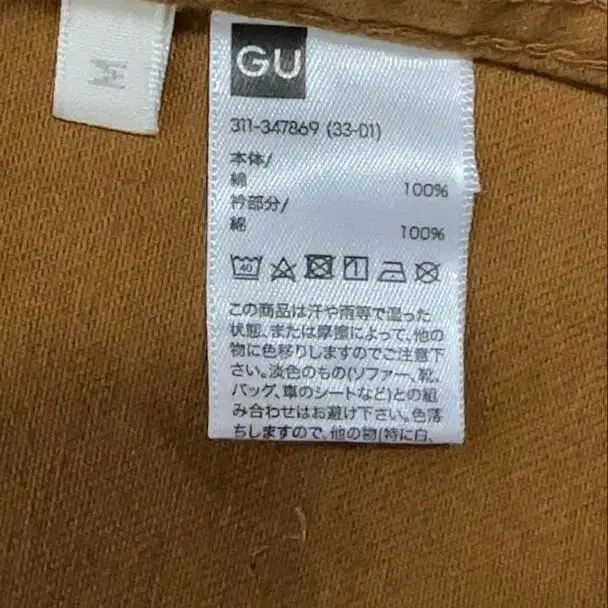 M
GU
311-347869 (33-01)
本体/
綿 100%
衿部分/
綿 100%
40
この商品は汗や雨等で湿った
状態、または摩擦によって、他の
物に色移りしますのでご注意下
さい。淡色のもの(ソファー、靴、
バッグ、車のシートなど)との組
み合わせはお避け下さい。色落
ちしますので、他の物(特に白、